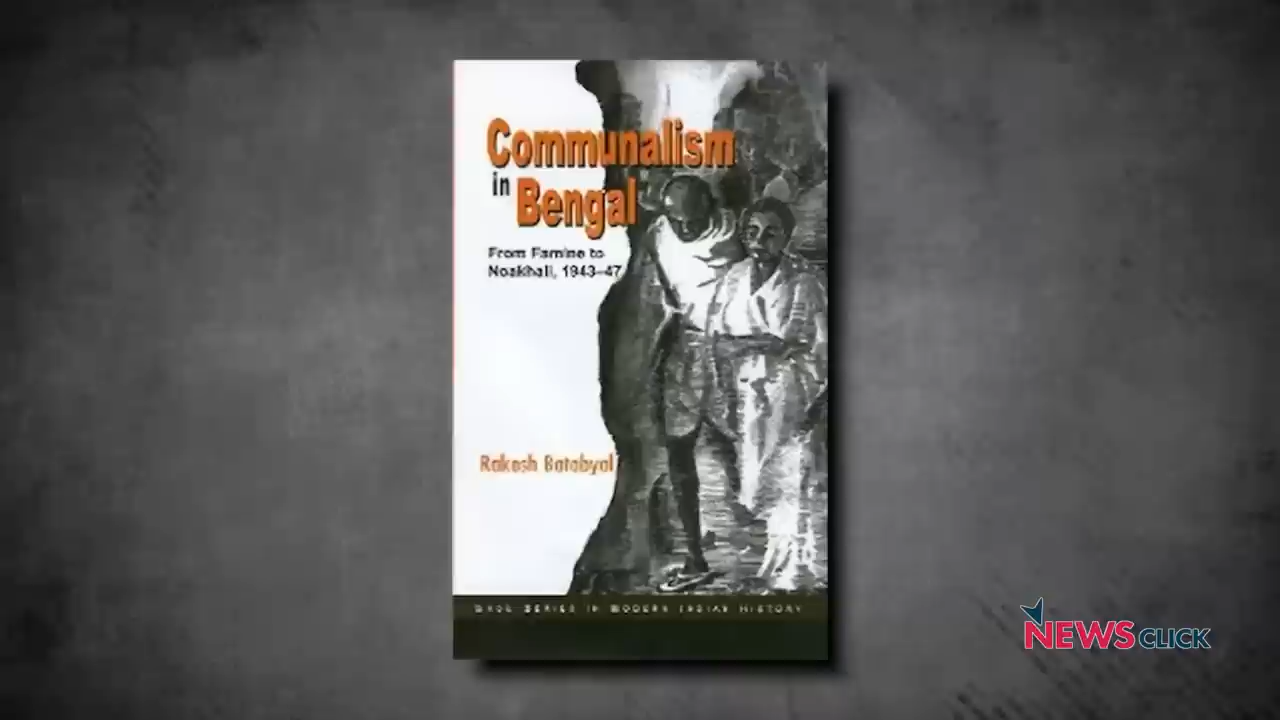 Communalism
in
Bengal
From Famine to
Noakhali, 1943–47
Rakesh Batabyal
SAGE SERIES IN MODERN INDIAN HISTORY
NEWSCLICK